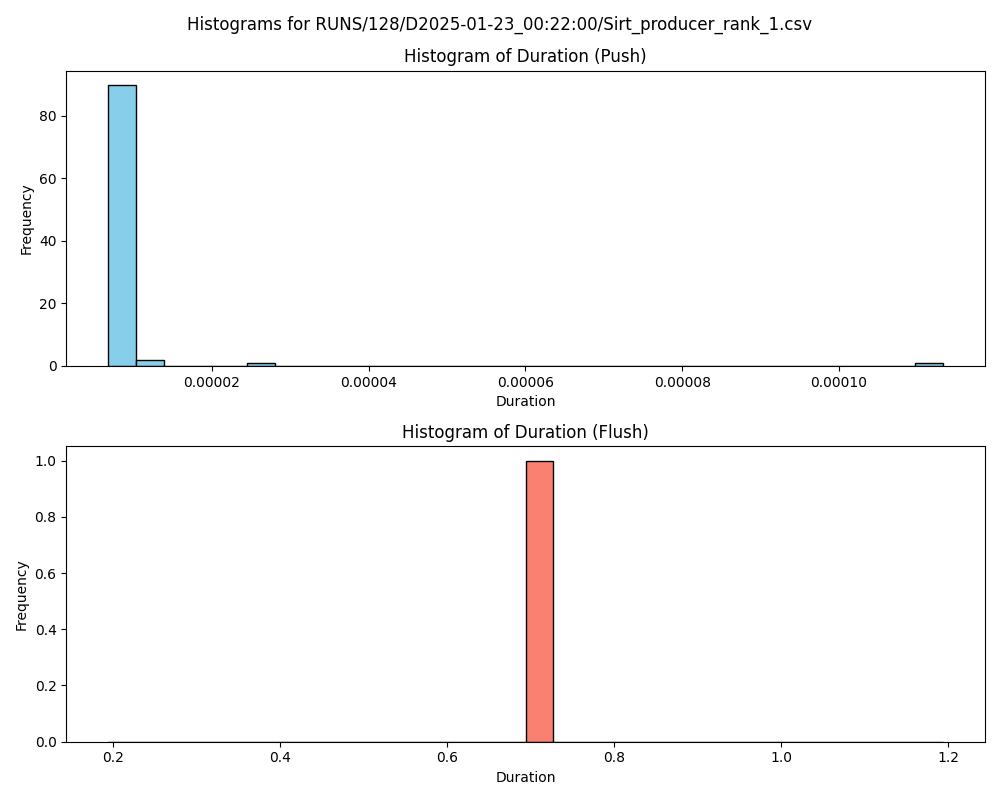 Histograms for RUNS/128/D2025-01-23_00:22:00/Sirt_producer_rank_1.csv
Histogram of Duration (Push)
Frequency
80
60
40
20
0
0.00002 0.00004 0.00006 0.00008 0.00010
Duration
Histogram of Duration (Flush)
Frequency
1.0
0.8
0.6
0.4
0.2
0.0
0.2 0.4 0.6 0.8 1.0 1.2
Duration